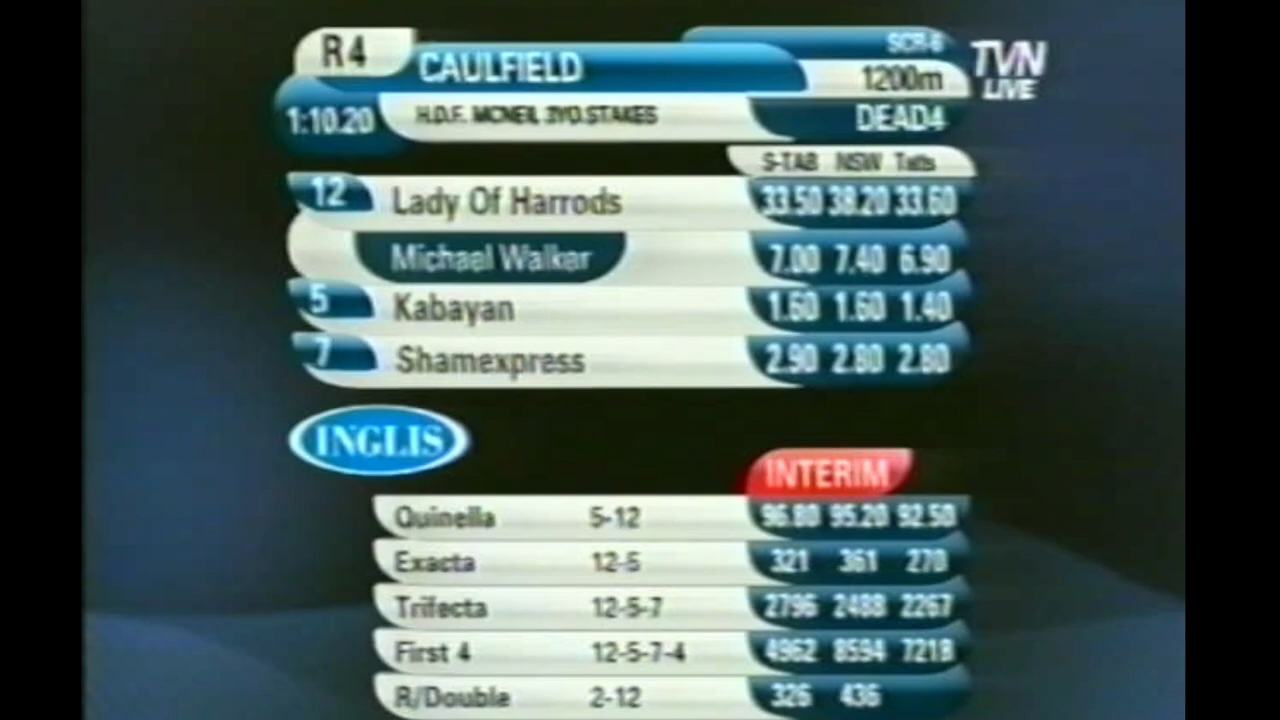 R4 CAULFIELD SCR-8
1200m
1:10.20 H.D.F. MCNEIL 3YO.STAKES DEAD4
TVN
LIVE
S-TAB NSW Tatts
12 Lady Of Harrods 33.50 38.20 33.60
Michael Walker 7.00 7.40 6.90
5 Kabayan 1.60 1.60 1.40
7 Shamexpress 2.90 2.80 2.80
INGLIS
INTERIM
Quinella 5-12 96.80 95.20 92.50
Exacta 12-5 321 361 270
Trifecta 12-5-7 2796 2488 2267
First 4 12-5-7-4 4962 8594 7218
R/Double 2-12 326 436